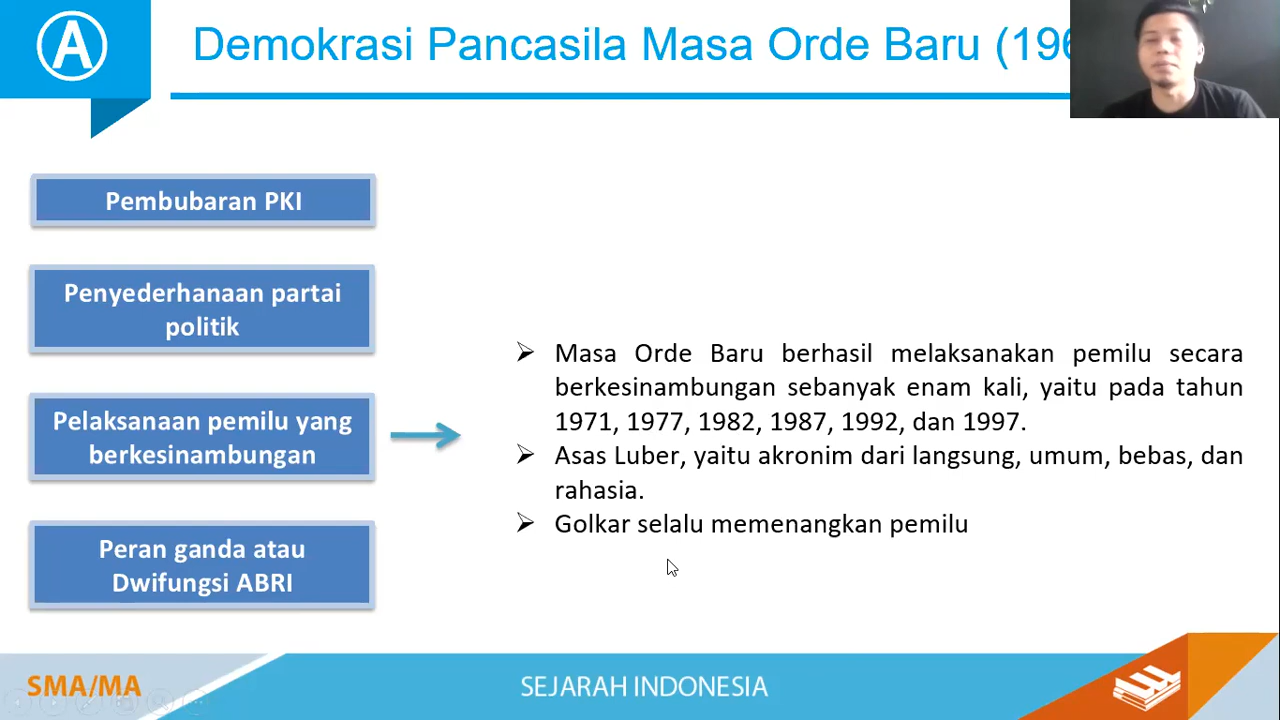 A
Demokrasi Pancasila Masa Orde Baru (196
Pembubaran PKI
Penyederhanaan partai
politik
Pelaksanaan pemilu yang
berkesinambungan
Peran ganda atau
Dwifungsi ABRI
➢ Masa Orde Baru berhasil melaksanakan pemilu secara
berkesinambungan sebanyak enam kali, yaitu pada tahun
1971, 1977, 1982, 1987, 1992, dan 1997.
➢ Asas Luber, yaitu akronim dari langsung, umum, bebas, dan
rahasia.
➢ Golkar selalu memenangkan pemilu
SMA/MA
SEJARAH INDONESIA